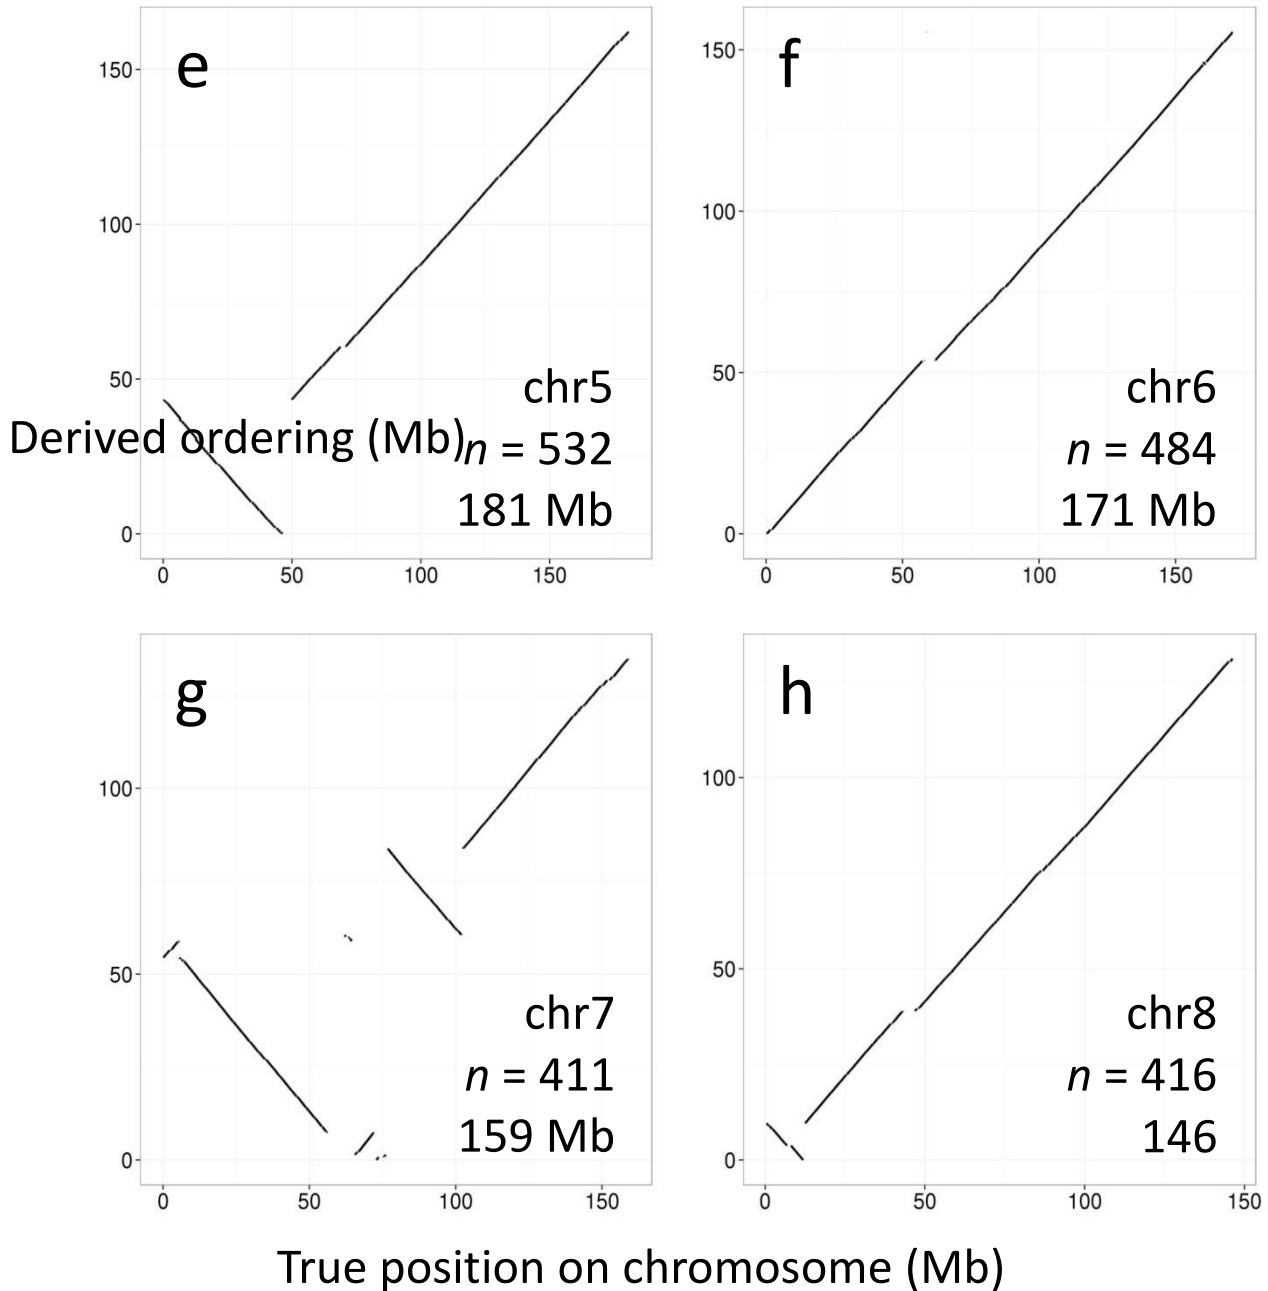 e
150
100
50
0
0 50 100 150
chr5
n = 532
181 Mb
f
150
100
50
0
0 50 100 150
chr6
n = 484
171 Mb
Derived ordering (Mb)
g
100
50
0
0 50 100 150
chr7
n = 411
159 Mb
h
100
50
0
0 50 100 150
chr8
n = 416
146
True position on chromosome (Mb)